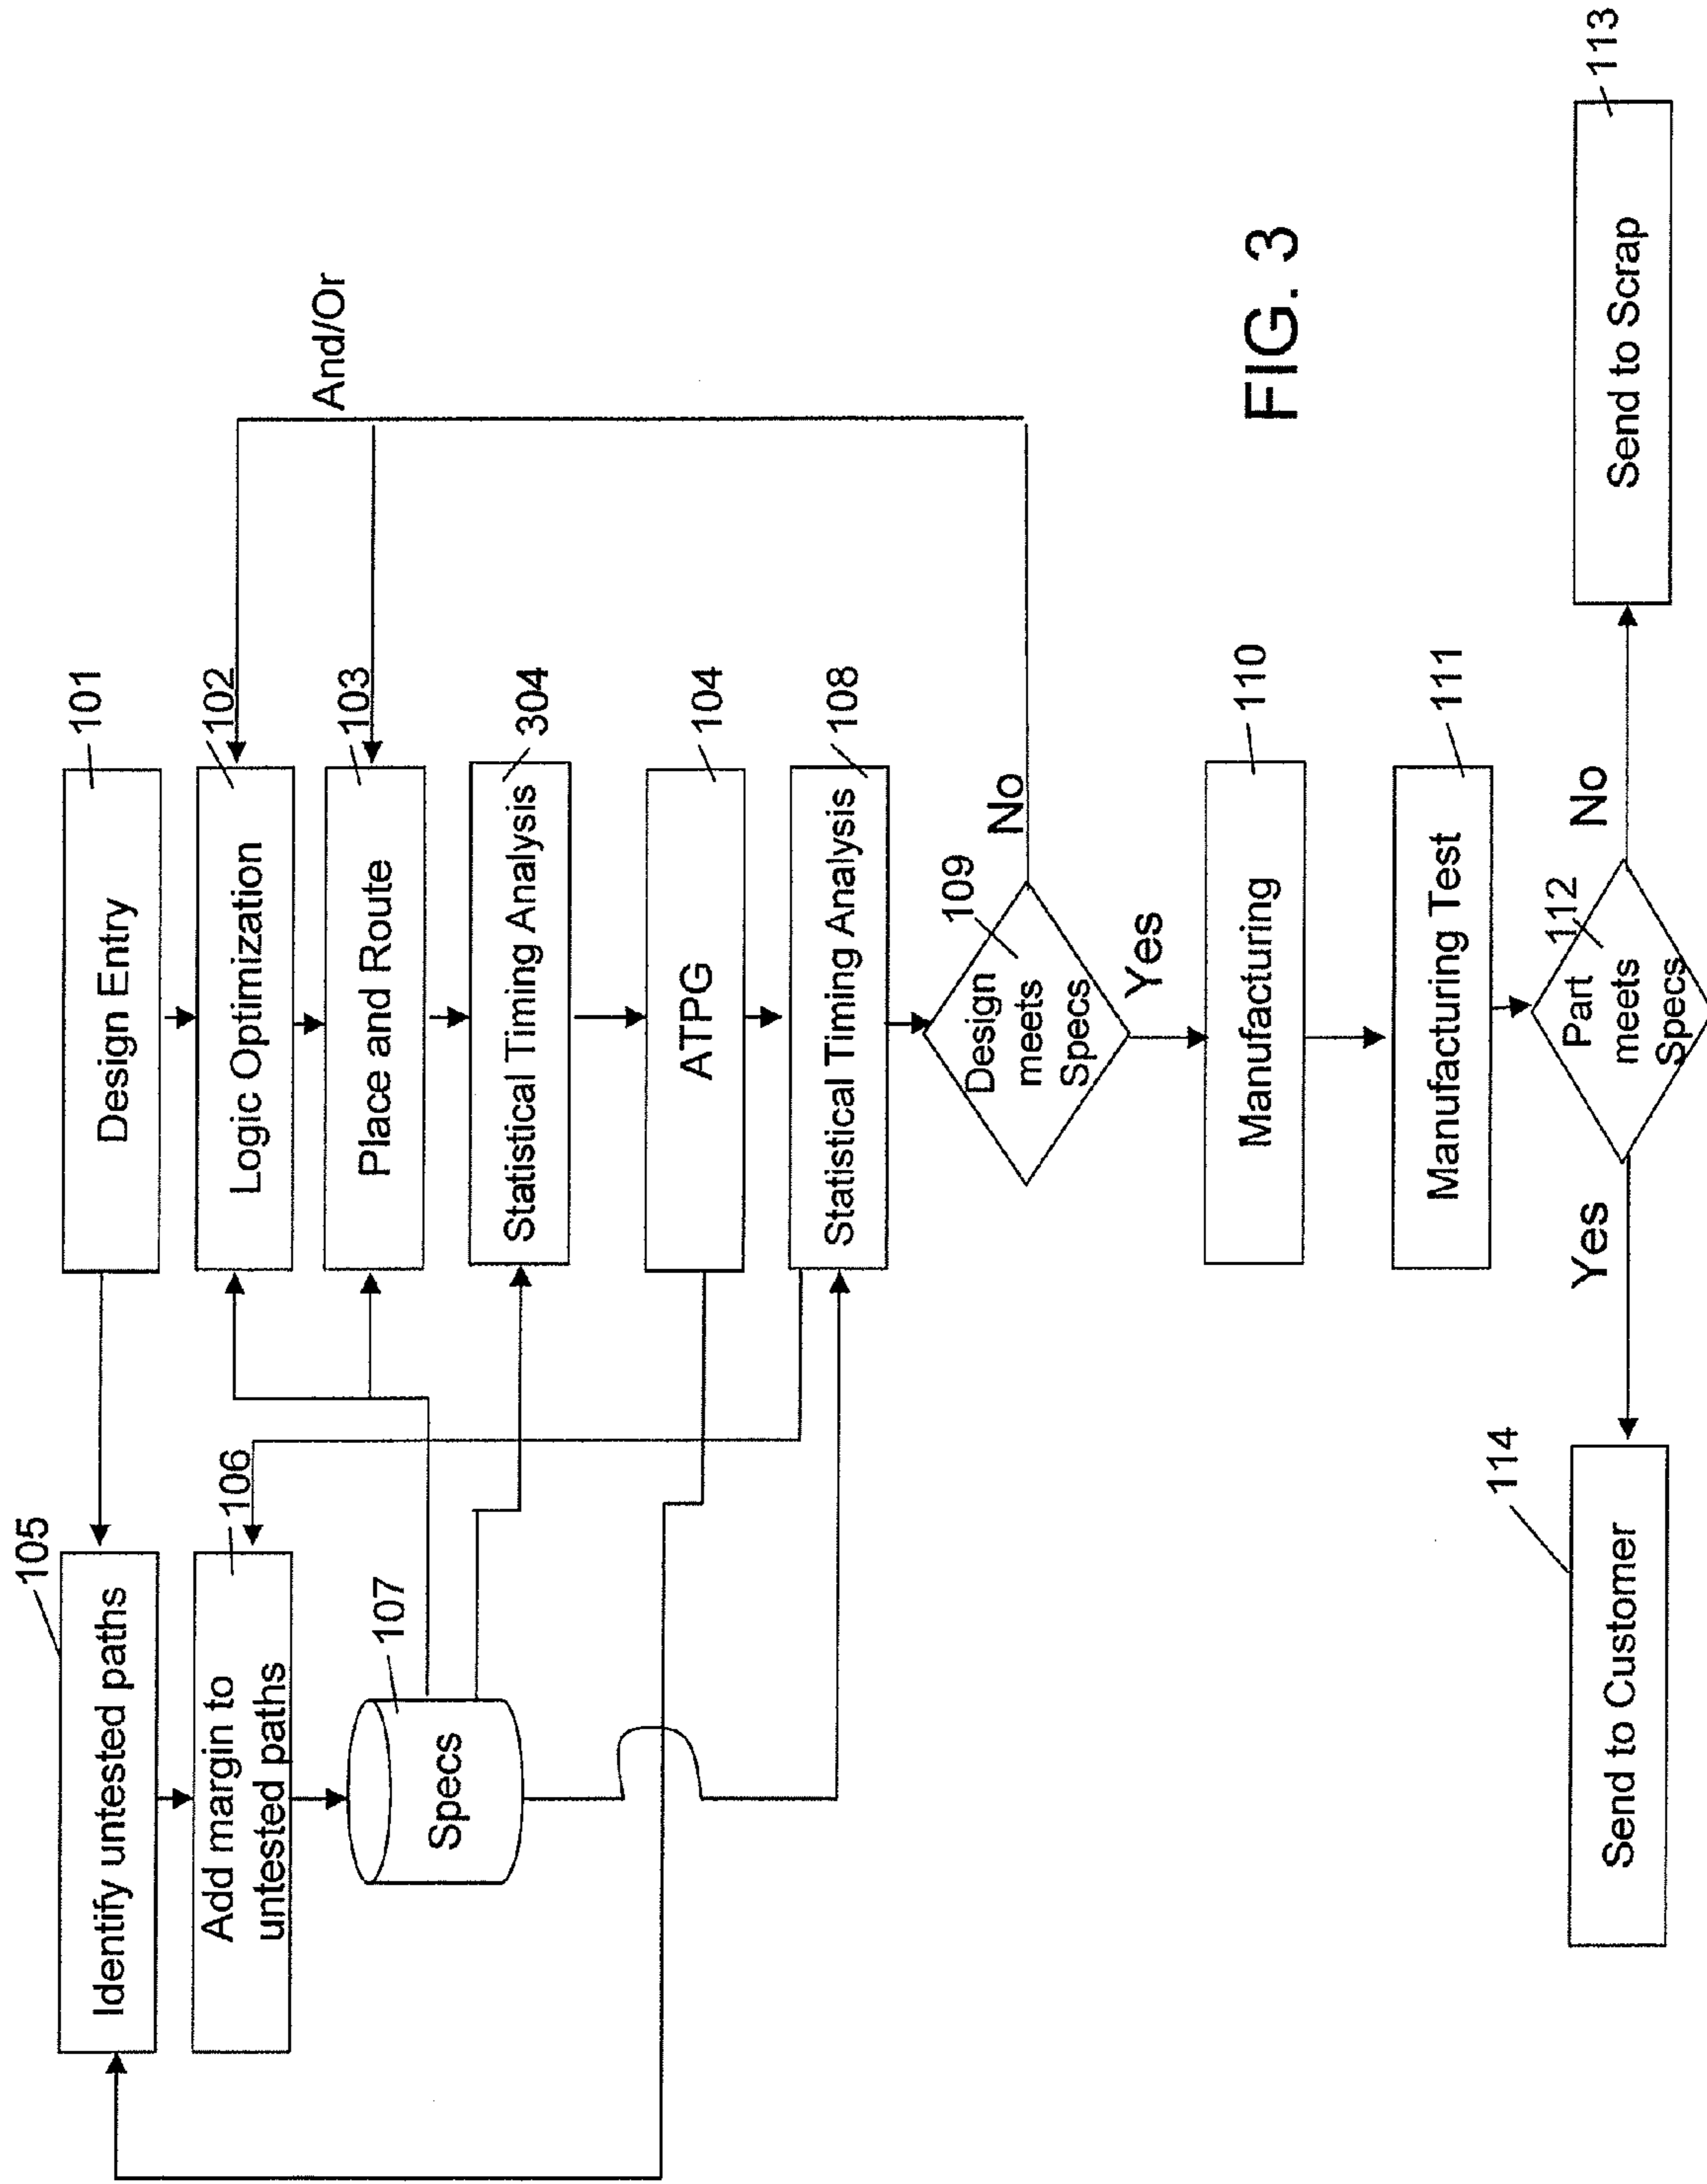 105
Identify untested paths
106
Add margin to
untested paths
107
Specs
101
Design Entry
102
Logic Optimization
103
Place and Route
304
Statistical Timing Analysis
104
ATPG
108
Statistical Timing Analysis
And/Or
109
Design
meets
Specs
No
Yes
110
Manufacturing
111
Manufacturing Test
112
Part
meets
Specs
Yes
No
114
Send to Customer
113
Send to Scrap
FIG. 3